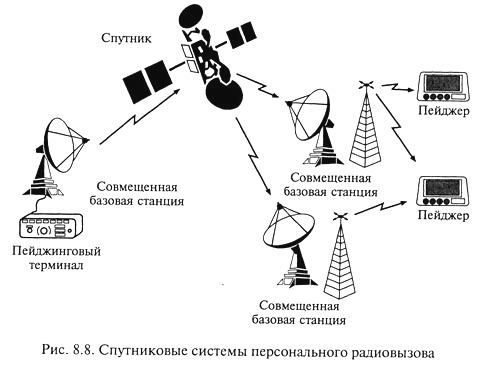 Спутник
Пейджер
Совмещенная
базовая станция
Совмещенная
базовая станция
Пейджер
Пейджинговый
терминал
Совмещенная
базовая станция
Рис. 8.8. Спутниковые системы персонального радиовызова